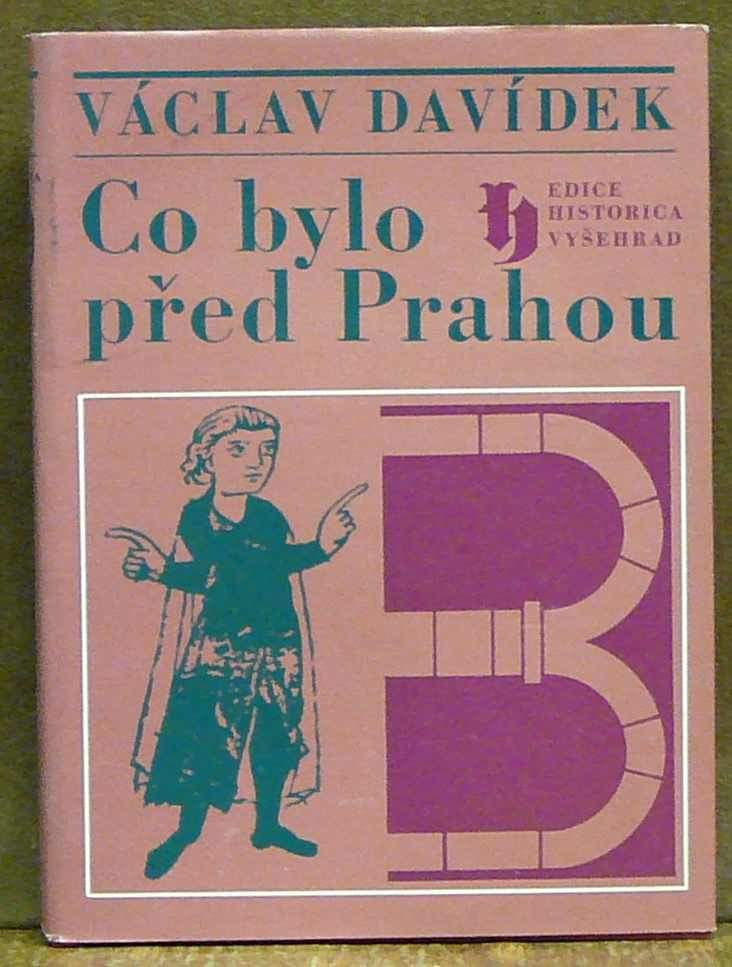 VÁCLAV DAVÍDEK
Co bylo
před Prahou
EDICE
HISTORICA
VYŠEHRAD